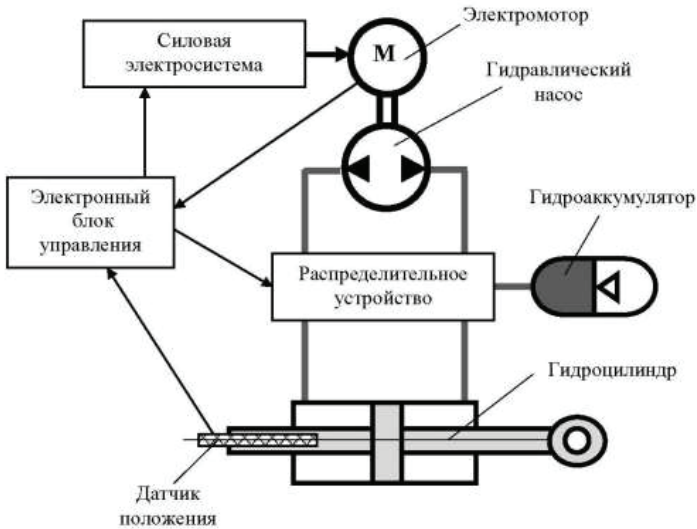 Силовая
электросистема
М
Электромотор
Гидравлический
насос
Электронный
блок
управления
Гидроаккумулятор
Распределительное
устройство
Гидроцилиндр
Датчик
положения